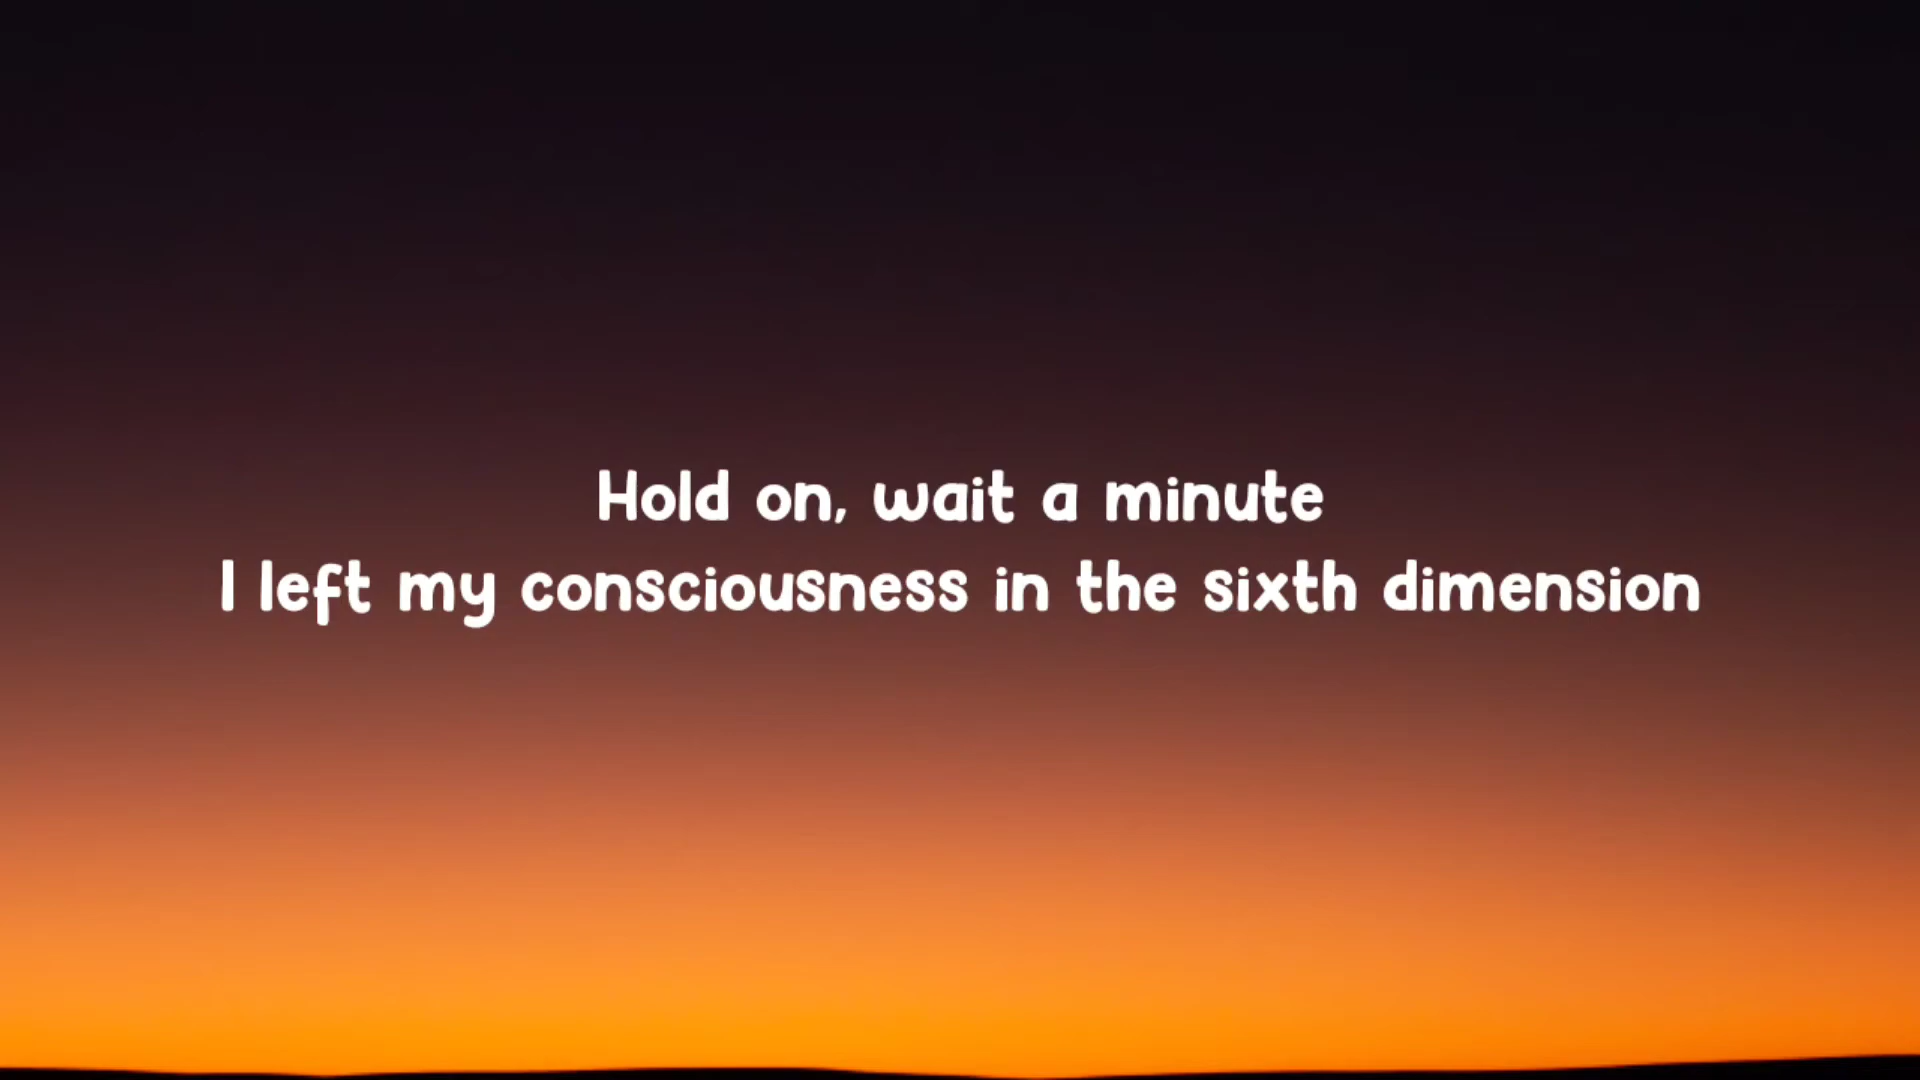 Hold on, wait a minute
I left my consciousness in the sixth dimension